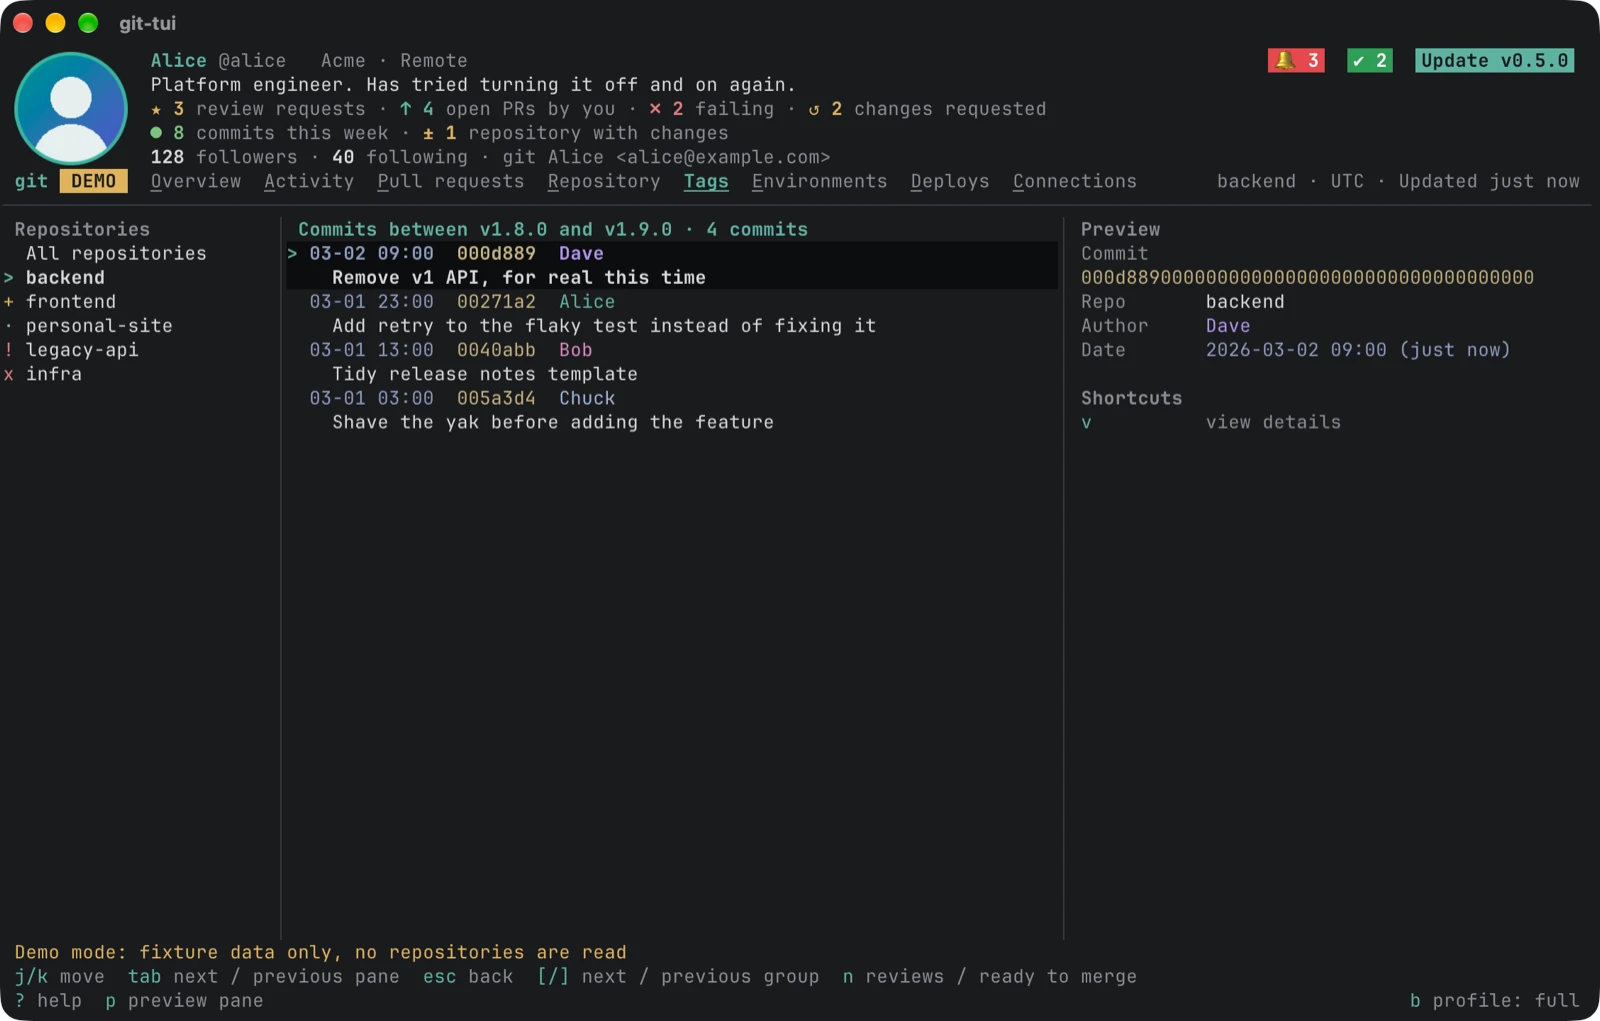 git-tui
Alice @alice Acme · Remote
🔔 3 ✔ 2 Update v0.5.0
Platform engineer. Has tried turning it off and on again.
★ 3 review requests · ↑ 4 open PRs by you · × 2 failing · ↺ 2 changes requested
● 8 commits this week · ± 1 repository with changes
128 followers · 40 following · git Alice <alice@example.com>
git DEMO Overview Activity Pull requests Repository Tags Environments Deploys Connections backend · UTC · Updated just now
Repositories
All repositories
> backend
+ frontend
· personal-site
! legacy-api
x infra
Commits between v1.8.0 and v1.9.0 · 4 commits
> 03-02 09:00 000d889 Dave
Remove v1 API, for real this time
03-01 23:00 00271a2 Alice
Add retry to the flaky test instead of fixing it
03-01 13:00 0040abb Bob
Tidy release notes template
03-01 03:00 005a3d4 Chuck
Shave the yak before adding the feature
Preview
Commit
000d889000000000000000000000000000000000
Repo backend
Author Dave
Date 2026-03-02 09:00 (just now)
Shortcuts
v view details
Demo mode: fixture data only, no repositories are read
j/k move tab next / previous pane esc back [/] next / previous group n reviews / ready to merge
? help p preview pane
b profile: full